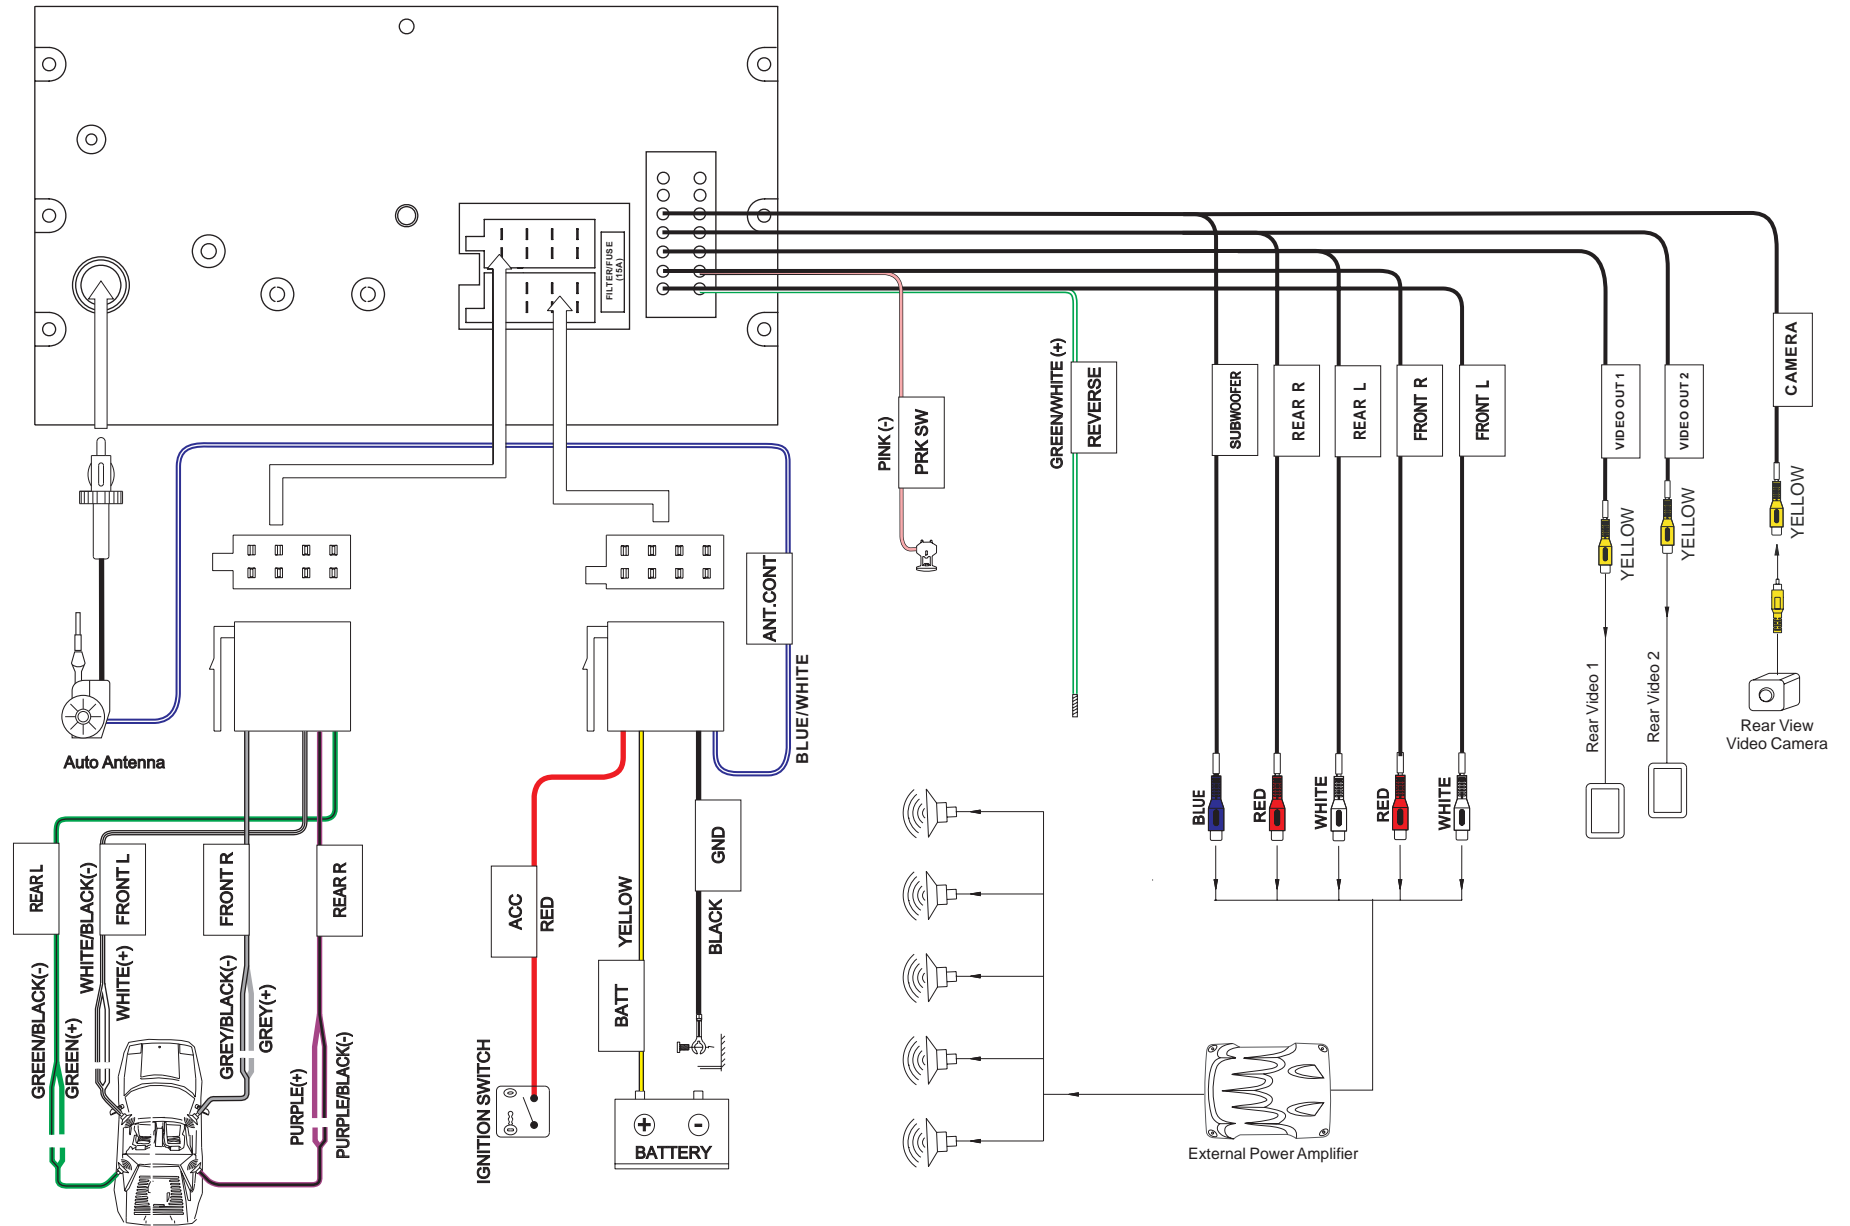 FILTER/FUSE
(15A)
PINK (-)
PRK SW
GREEN/WHITE (+)
REVERSE
SUBWOOFER
REAR R
REAR L
FRONT R
FRONT L
VIDEO OUT 1
VIDEO OUT 2
CAMERA
YELLOW
YELLOW
YELLOW
ANT.CONT
BLUE/WHITE
Auto Antenna
Rear Video 1
Rear Video 2
Rear View
Video Camera
BLUE
RED
WHITE
RED
WHITE
REAR L
WHITE/BLACK(-)
FRONT L
FRONT R
REAR R
GREEN/BLACK(-)
GREEN(+)
WHITE(+)
GREY/BLACK(-)
GREY(+)
PURPLE(+)
PURPLE/BLACK(-)
ACC
RED
YELLOW
BATT
GND
BLACK
IGNITION SWITCH
+
-
BATTERY
External Power Amplifier